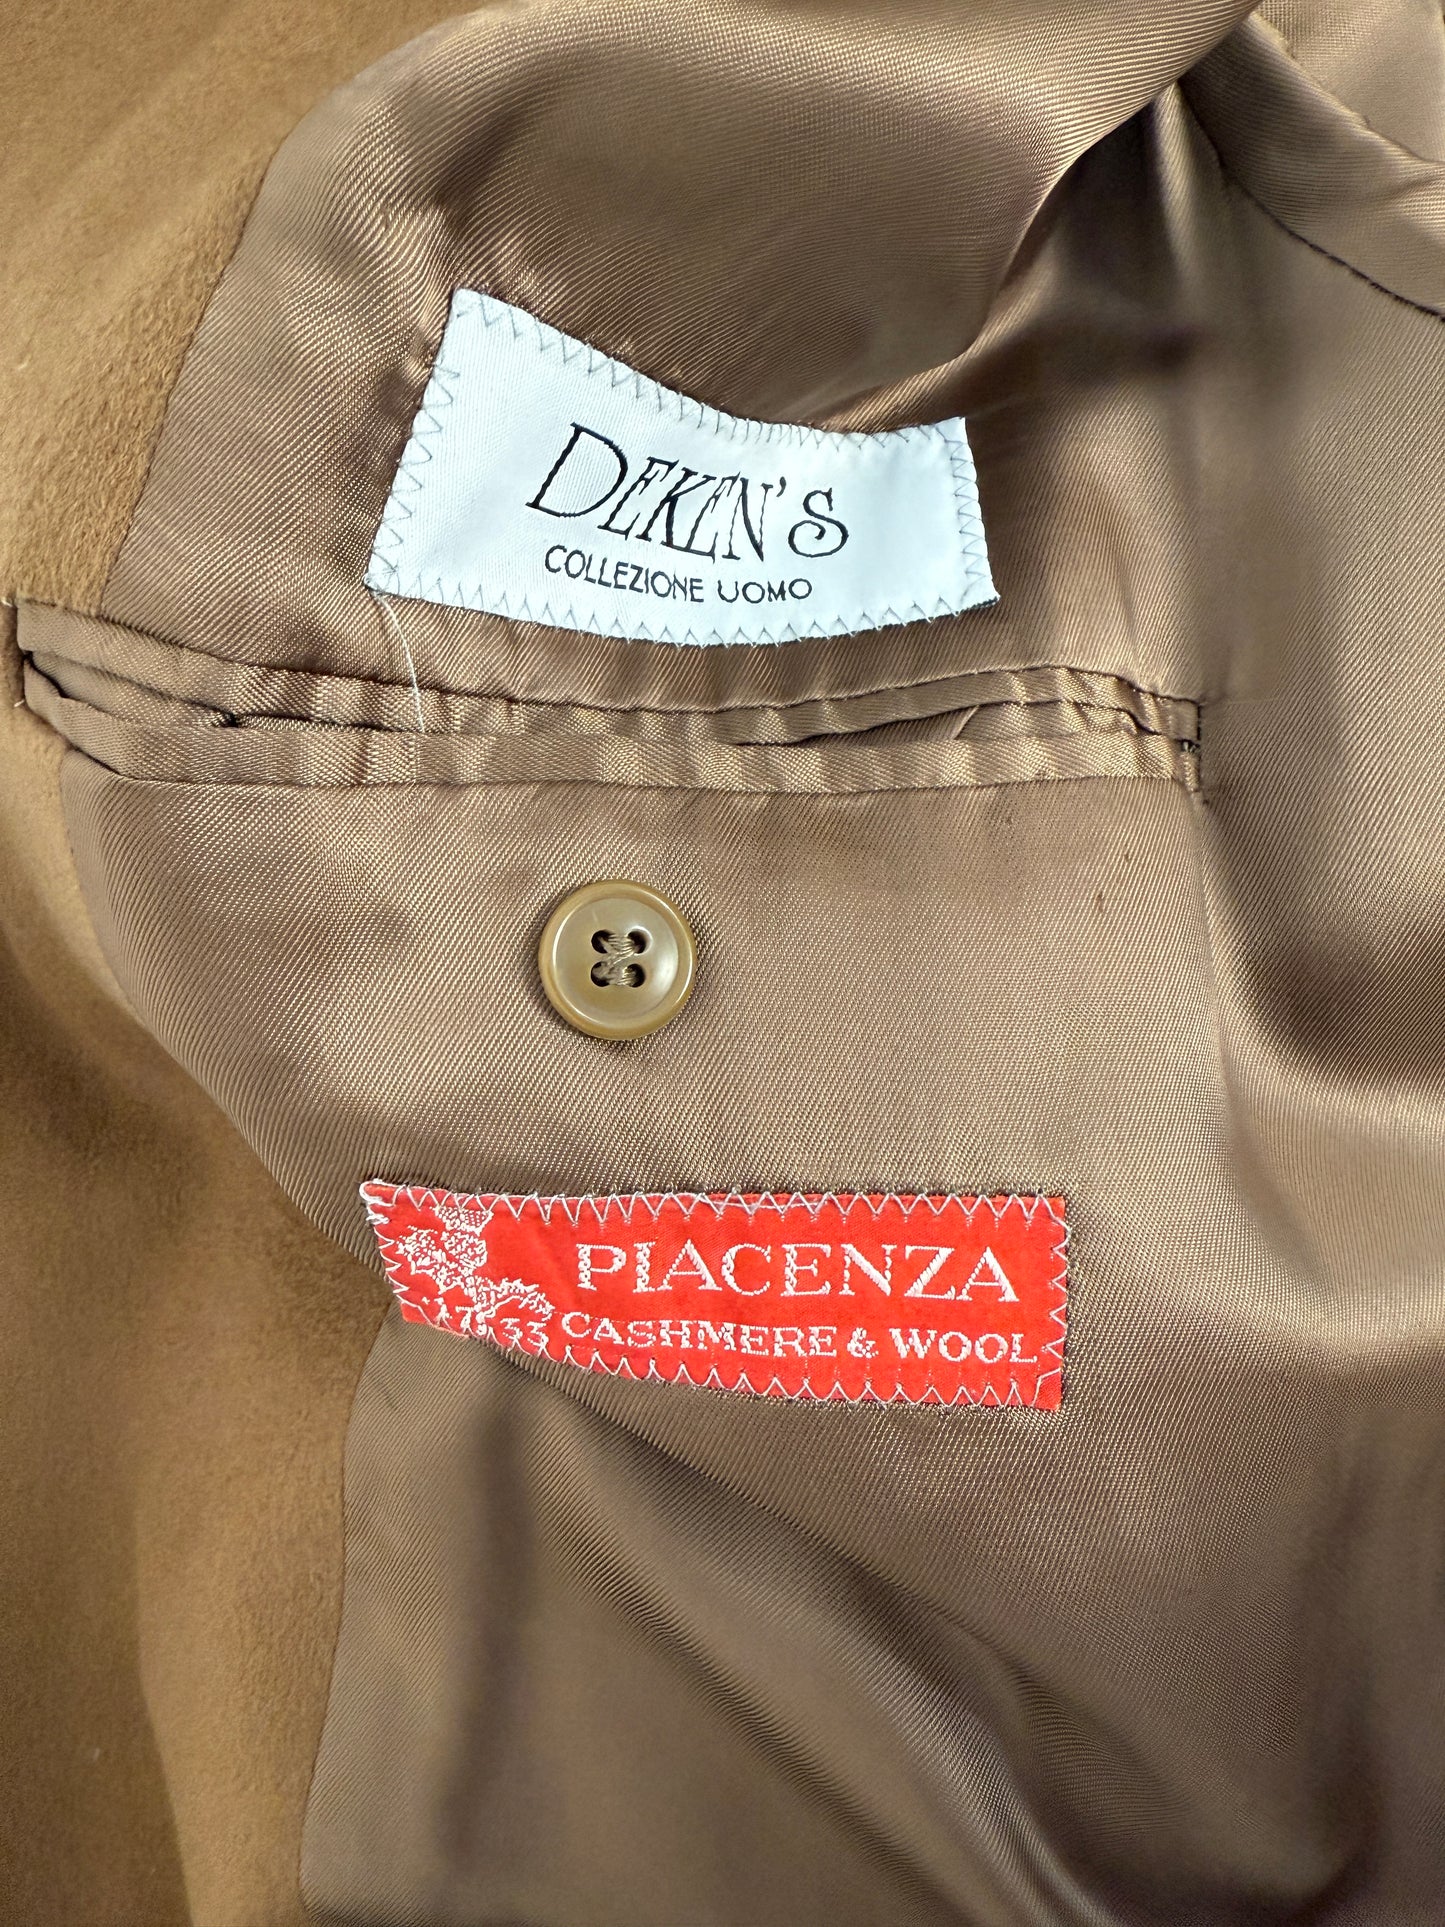 DEKEN'S
COLLEZIONE UOMO
PIACENZA
1733 CASHMERE & WOOL